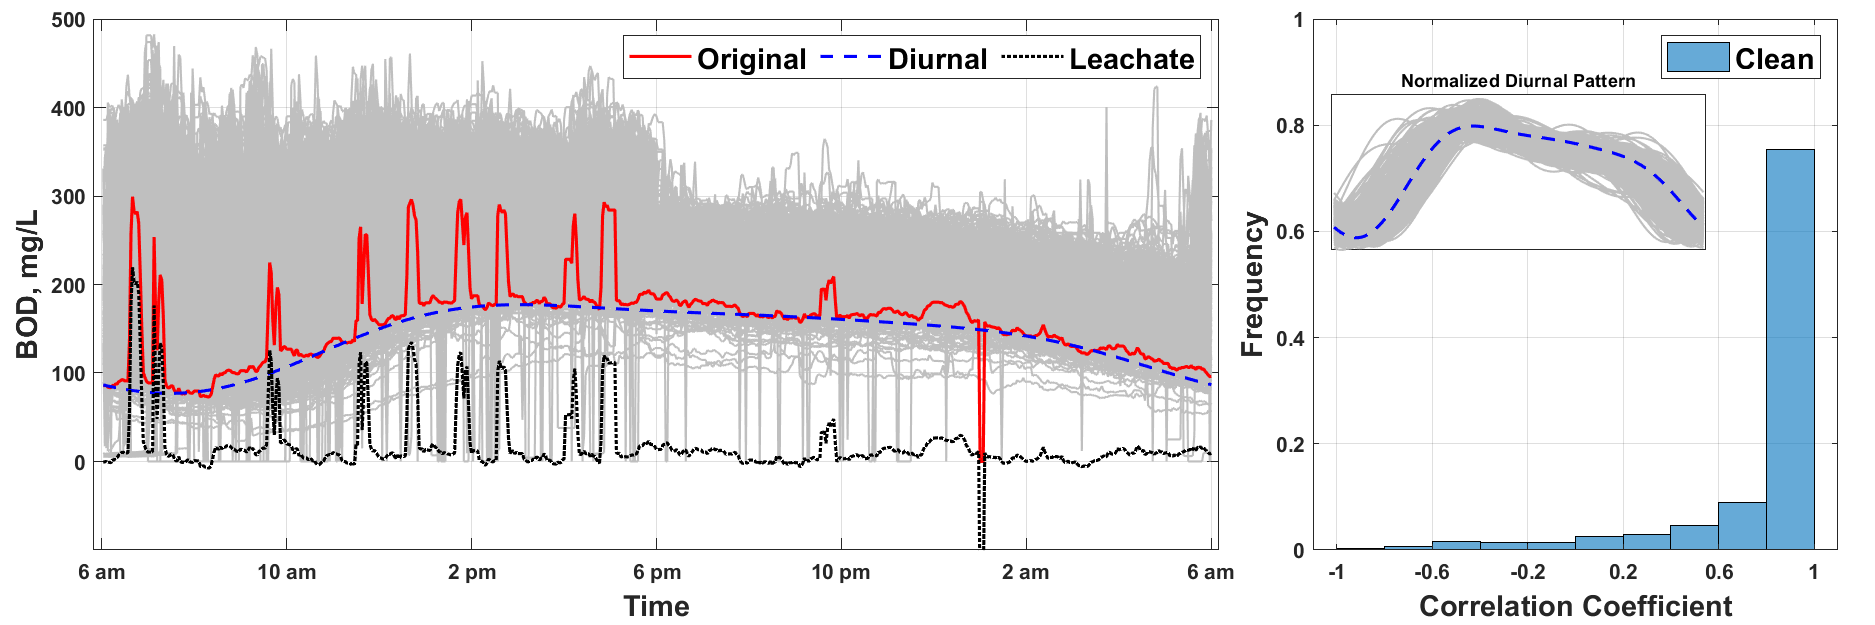 500
400
300
200
100
0
BOD, mg/L
Original Diurnal Leachate
6 am 10 am 2 pm 6 pm 10 pm 2 am 6 am
Time
1
0.8
0.6
0.4
0.2
0
Frequency
Clean
Normalized Diurnal Pattern
-1 -0.6 -0.2 0.2 0.6 1
Correlation Coefficient